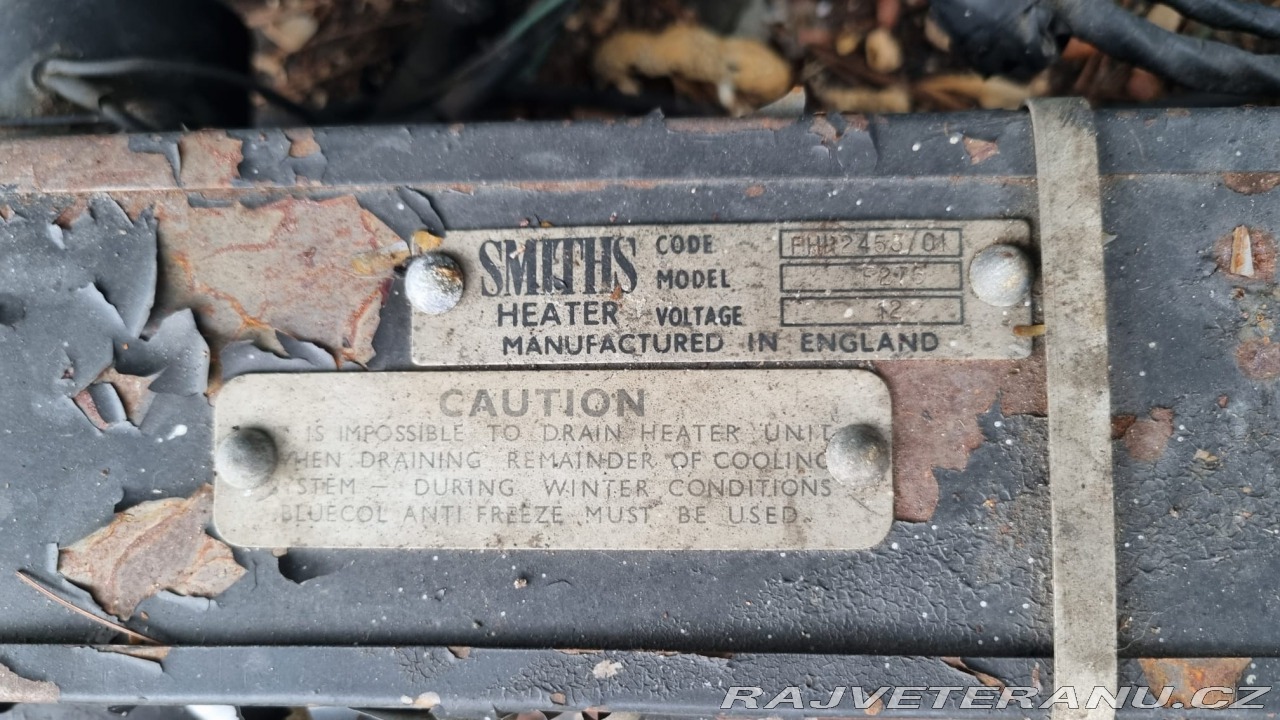 SMITHS
HEATER
CODE
MODEL
VOLTAGE 12
MANUFACTURED IN ENGLAND
CAUTION
IS IMPOSSIBLE TO DRAIN HEATER UNIT
HEN DRAINING REMAINDER OF COOLING
STEM – DURING WINTER CONDITIONS
BLUECOL ANTI FREEZE MUST BE USED.
RAJVETERANU.CZ